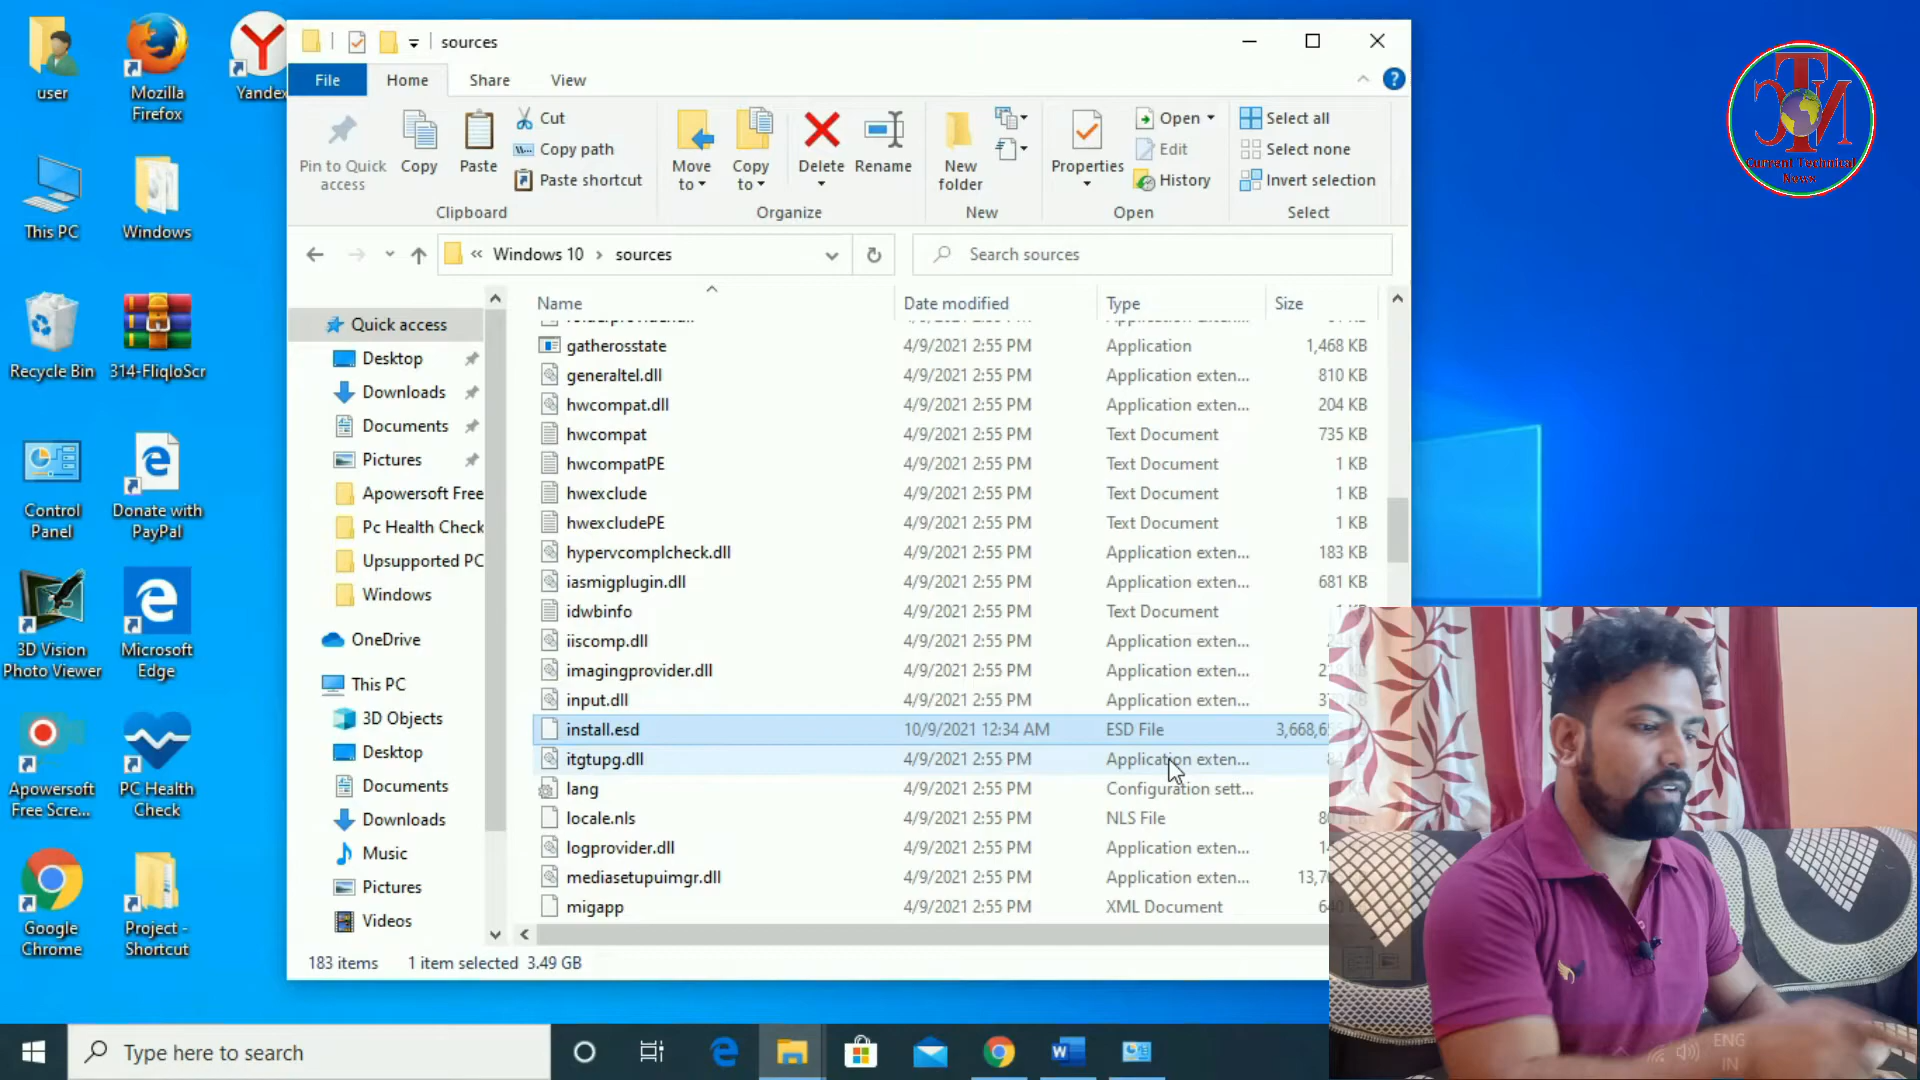 sources
File
Home
Share
View
Pin to Quick
access
Copy
Paste
Cut
Copy path
Paste shortcut
Clipboard
Move
to
Copy
to
Delete
Rename
Organize
New
folder
New
Properties
Open
Edit
History
Open
Select all
Select none
Invert selection
Select
« Windows 10 > sources
Search sources
Name Date modified Type Size
gatherosstate 4/9/2021 2:55 PM Application 1,468 KB
generaltel.dll 4/9/2021 2:55 PM Application exten... 810 KB
hwcompat.dll 4/9/2021 2:55 PM Application exten... 204 KB
hwcompat 4/9/2021 2:55 PM Text Document 735 KB
hwcompatPE 4/9/2021 2:55 PM Text Document 1 KB
hwexclude 4/9/2021 2:55 PM Text Document 1 KB
hwexcludePE 4/9/2021 2:55 PM Text Document 1 KB
hypervcomplcheck.dll 4/9/2021 2:55 PM Application exten... 183 KB
iasmigplugin.dll 4/9/2021 2:55 PM Application exten... 681 KB
idwbinfo 4/9/2021 2:55 PM Text Document 1 KB
iiscomp.dll 4/9/2021 2:55 PM Application exten... KB
imagingprovider.dll 4/9/2021 2:55 PM Application exten... KB
input.dll 4/9/2021 2:55 PM Application exten... KB
install.esd 10/9/2021 12:34 AM ESD File
itgtupg.dll 4/9/2021 2:55 PM Application exten... KB
lang 4/9/2021 2:55 PM Configuration sett...
locale.nls 4/9/2021 2:55 PM NLS File
logprovider.dll 4/9/2021 2:55 PM Application exten...
mediasetupuimgr.dll 4/9/2021 2:55 PM Application exten...
migapp 4/9/2021 2:55 PM XML Document
Quick access
Desktop
Downloads
Documents
Pictures
Apowersoft Free
Pc Health Check
Upsupported PC
Windows
OneDrive
This PC
3D Objects
Desktop
Documents
Downloads
Music
Pictures
Videos
183 items 1 item selected 3.49 GB
user
Mozilla
Firefox
Yandex
This PC
Windows
Recycle Bin
314-FliqloScr
Control
Panel
Donate with
PayPal
3D Vision
Photo Viewer
Microsoft
Edge
Apowersoft
Free Scre...
PC Health
Check
Google
Chrome
Project -
Shortcut
Type here to search
ENG
IN
CTN
Current Technical
News